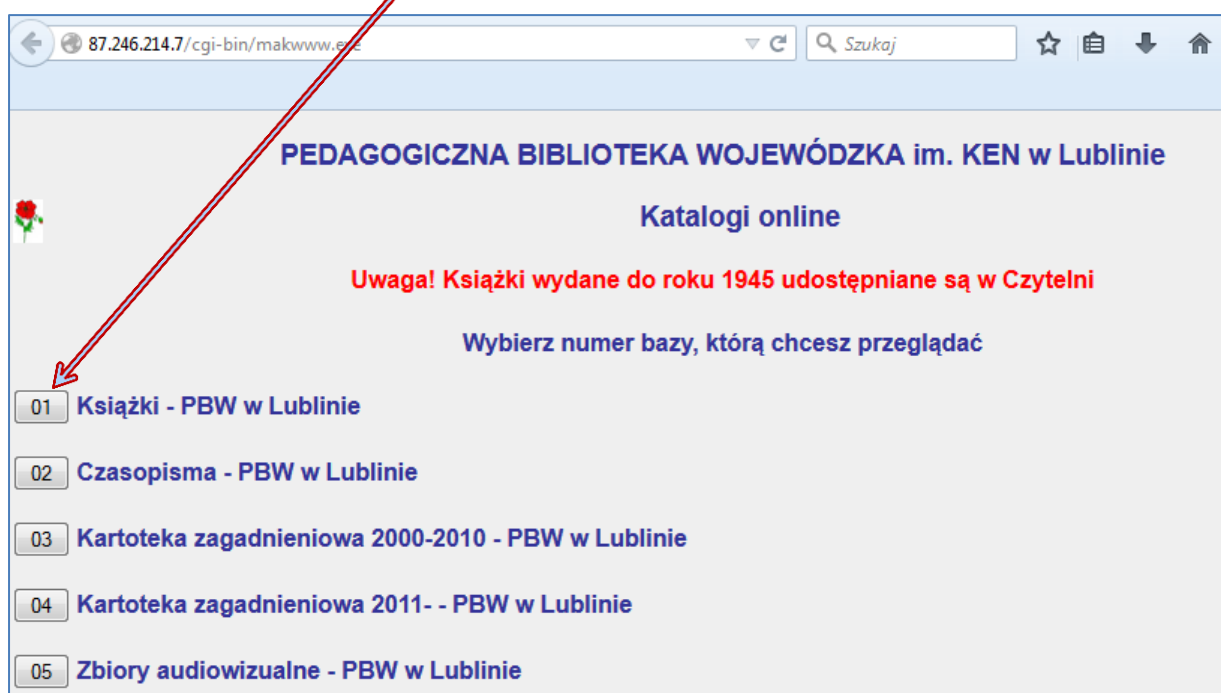 87.246.214.7/cgi-bin/makwww.exe
Szukaj
PEDAGOGICZNA BIBLIOTEKA WOJEWÓDZKA im. KEN w Lublinie
Katalogi online
Uwaga! Książki wydane do roku 1945 udostępniane są w Czytelni
Wybierz numer bazy, którą chcesz przeglądać
01 Książki - PBW w Lublinie
02 Czasopisma - PBW w Lublinie
03 Kartoteka zagadnieniowa 2000-2010 - PBW w Lublinie
04 Kartoteka zagadnieniowa 2011- - PBW w Lublinie
05 Zbiory audiowizualne - PBW w Lublinie